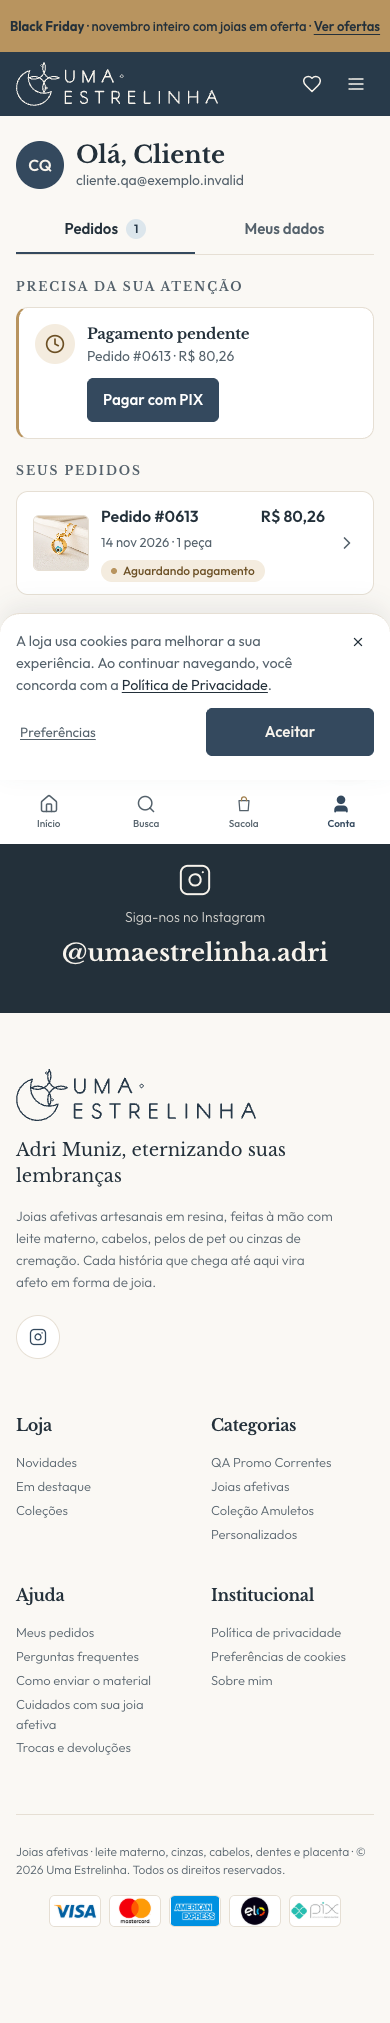 Black Friday · novembro inteiro com joias em oferta · Ver ofertas
UMA
ESTRELINHA
CQ
Olá, Cliente
cliente.qa@exemplo.invalid
Pedidos 1
Meus dados
PRECISA DA SUA ATENÇÃO
Pagamento pendente
Pedido #0613 · R$ 80,26
Pagar com PIX
SEUS PEDIDOS
Pedido #0613 R$ 80,26
14 nov 2026 · 1 peça
Aguardando pagamento
A loja usa cookies para melhorar a sua
experiência. Ao continuar navegando, você
concorda com a Política de Privacidade.
Preferências
Aceitar
Início
Busca
Sacola
Conta
Siga-nos no Instagram
@umaestrelinha.adri
UMA
ESTRELINHA
Adri Muniz, eternizando suas
lembranças
Joias afetivas artesanais em resina, feitas à mão com
leite materno, cabelos, pelos de pet ou cinzas de
cremação. Cada história que chega até aqui vira
afeto em forma de joia.
Loja
Novidades
Em destaque
Coleções
Categorias
QA Promo Correntes
Joias afetivas
Coleção Amuletos
Personalizados
Ajuda
Meus pedidos
Perguntas frequentes
Como enviar o material
Cuidados com sua joia
afetiva
Trocas e devoluções
Institucional
Política de privacidade
Preferências de cookies
Sobre mim
Joias afetivas · leite materno, cinzas, cabelos, dentes e placenta · ©
2026 Uma Estrelinha. Todos os direitos reservados.
VISA
mastercard
AMERICAN
EXPRESS
elo
pix